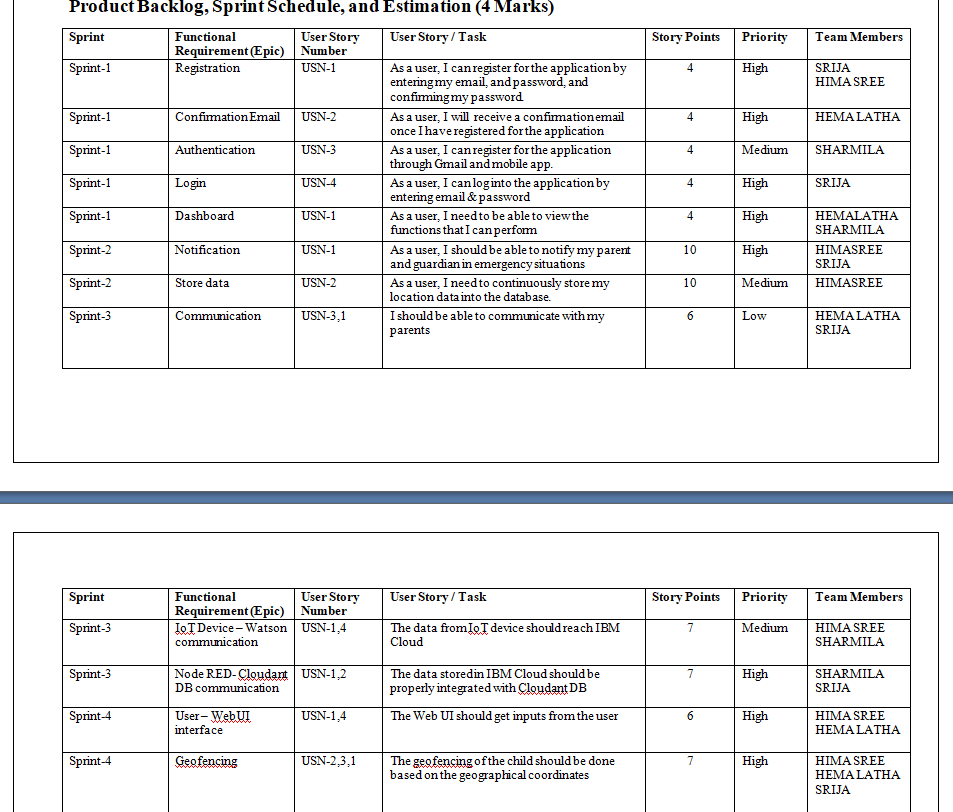 Product Backlog, Sprint Schedule, and Estimation (4 Marks)
Sprint Functional Requirement (Epic) User Story Number User Story / Task Story Points Priority Team Members
Sprint-1 Registration USN-1 As a user, I can register for the application by entering my email, and password, and confirming my password. 4 High SRIJA HIMA SREE
Sprint-1 Confirmation Email USN-2 As a user, I will receive a confirmation email once I have registered for the application 4 High HEMA LATHA
Sprint-1 Authentication USN-3 As a user, I can register for the application through Gmail and mobile app. 4 Medium SHARMILA
Sprint-1 Login USN-4 As a user, I can log into the application by entering email & password 4 High SRIJA
Sprint-1 Dashboard USN-1 As a user, I need to be able to view the functions that I can perform 4 High HEMALATHA SHARMILA
Sprint-2 Notification USN-1 As a user, I should be able to notify my parent and guardian in emergency situations 10 High HIMASREE SRIJA
Sprint-2 Store data USN-2 As a user, I need to continuously store my location data into the database. 10 Medium HIMASREE
Sprint-3 Communication USN-3,1 I should be able to communicate with my parents 6 Low HEMA LATHA SRIJA
Sprint Functional Requirement (Epic) User Story Number User Story / Task Story Points Priority Team Members
Sprint-3 IoT Device – Watson communication USN-1,4 The data from IoT device should reach IBM Cloud 7 Medium HIMA SREE SHARMILA
Sprint-3 Node RED- Cloudant DB communication USN-1,2 The data stored in IBM Cloud should be properly integrated with Cloudant DB 7 High SHARMILA SRIJA
Sprint-4 User – WebUI interface USN-1,4 The Web UI should get inputs from the user 6 High HIMA SREE HEMA LATHA
Sprint-4 Geofencing USN-2,3,1 The geofencing of the child should be done based on the geographical coordinates 7 High HIMA SREE HEMA LATHA SRIJA